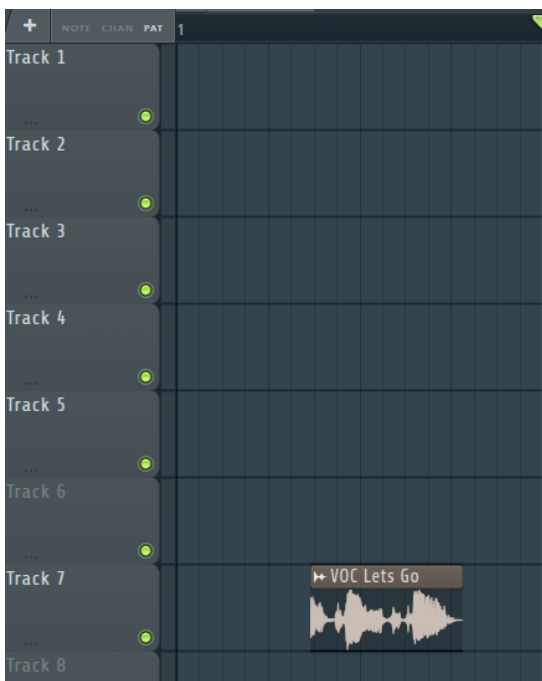 + NOTE CHAN PAT 1
Track 1
...
Track 2
...
Track 3
...
Track 4
...
Track 5
...
Track 6
...
Track 7
VOC Lets Go
...
Track 8